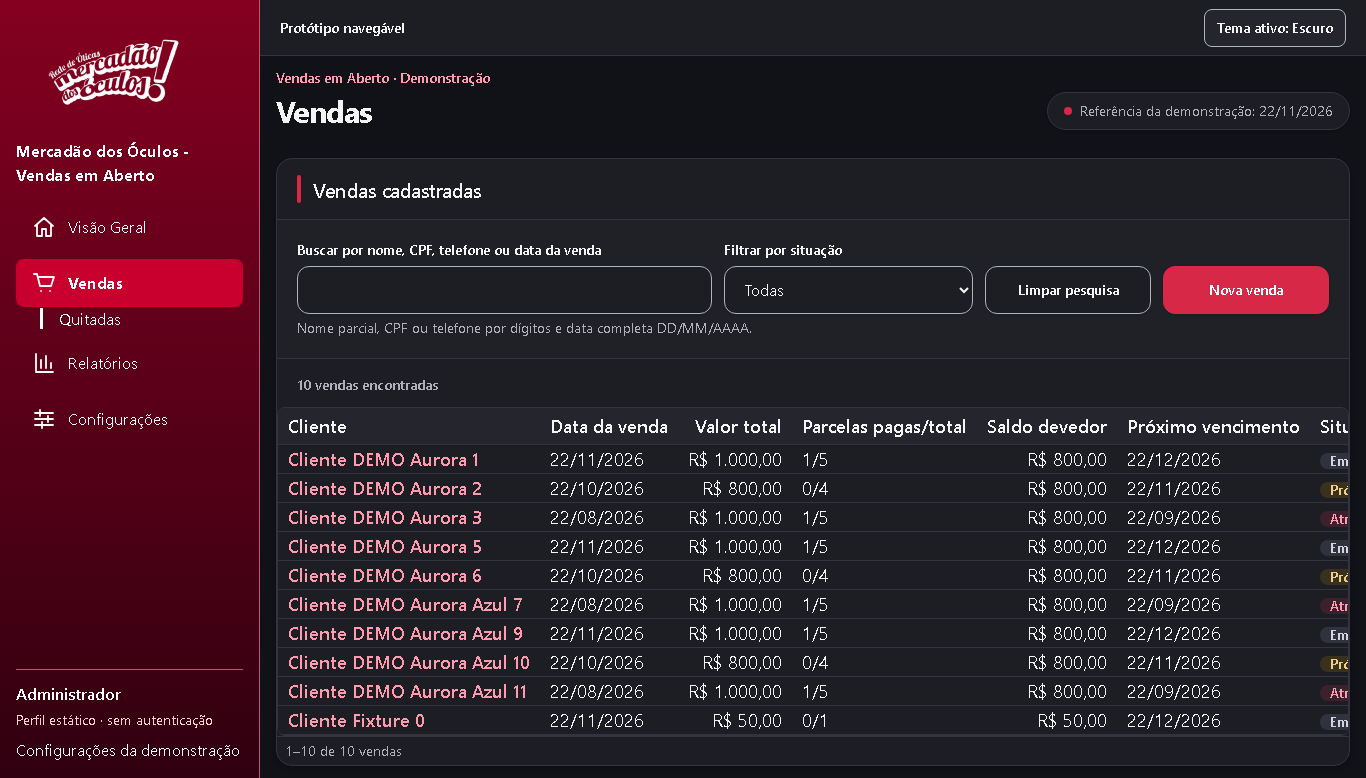 Rede de Óticas
mercadão
dos óculos!
Mercadão dos Óculos -
Vendas em Aberto
Visão Geral
Vendas
Quitadas
Relatórios
Configurações
Administrador
Perfil estático · sem autenticação
Configurações da demonstração
Protótipo navegável
Tema ativo: Escuro
Vendas em Aberto · Demonstração
Vendas
Referência da demonstração: 22/11/2026
Vendas cadastradas
Buscar por nome, CPF, telefone ou data da venda
Filtrar por situação
Todas
Limpar pesquisa
Nova venda
Nome parcial, CPF ou telefone por dígitos e data completa DD/MM/AAAA.
10 vendas encontradas
Cliente Data da venda Valor total Parcelas pagas/total Saldo devedor Próximo vencimento Situ
Cliente DEMO Aurora 1 22/11/2026 R$ 1.000,00 1/5 R$ 800,00 22/12/2026 Em
Cliente DEMO Aurora 2 22/10/2026 R$ 800,00 0/4 R$ 800,00 22/11/2026 Pró
Cliente DEMO Aurora 3 22/08/2026 R$ 1.000,00 1/5 R$ 800,00 22/09/2026 Atr
Cliente DEMO Aurora 5 22/11/2026 R$ 1.000,00 1/5 R$ 800,00 22/12/2026 Em
Cliente DEMO Aurora 6 22/10/2026 R$ 800,00 0/4 R$ 800,00 22/11/2026 Pró
Cliente DEMO Aurora Azul 7 22/08/2026 R$ 1.000,00 1/5 R$ 800,00 22/09/2026 Atr
Cliente DEMO Aurora Azul 9 22/11/2026 R$ 1.000,00 1/5 R$ 800,00 22/12/2026 Em
Cliente DEMO Aurora Azul 10 22/10/2026 R$ 800,00 0/4 R$ 800,00 22/11/2026 Pró
Cliente DEMO Aurora Azul 11 22/08/2026 R$ 1.000,00 1/5 R$ 800,00 22/09/2026 Atr
Cliente Fixture 0 22/11/2026 R$ 50,00 0/1 R$ 50,00 22/12/2026 Em
1–10 de 10 vendas